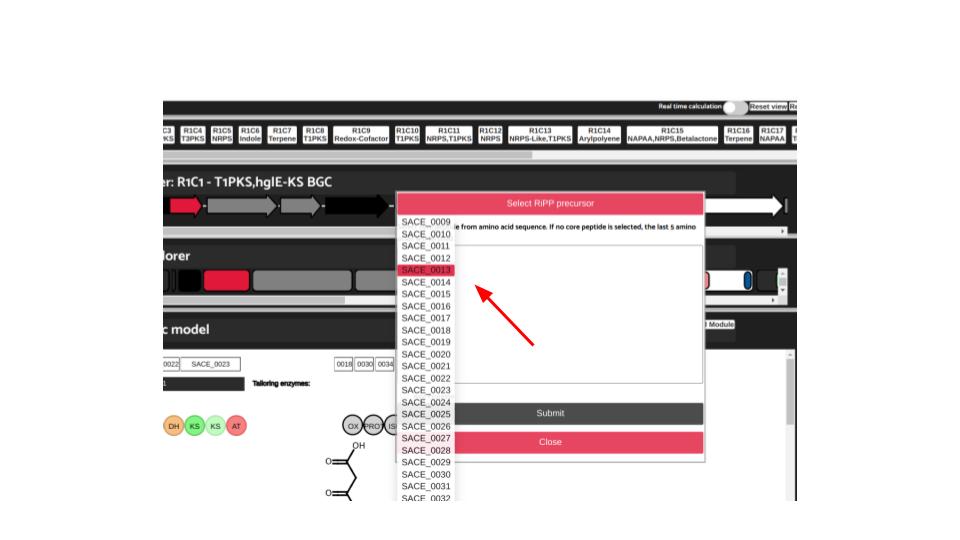 Real time calculation Reset view Re
C3 R1C4 R1C5 R1C6 R1C7 R1C8 R1C9 R1C10 R1C11 R1C12 R1C13 R1C14 R1C15 R1C16 R1C17
KS T3PKS NRPS Indole Terpene T1PKS Redox-Cofactor T1PKS NRPS,T1PKS NRPS NRPS-Like,T1PKS Arylpolyene NAPAA,NRPS,Betalactone Terpene NAPAA
er: R1C1 - T1PKS,hglE-KS BGC
Select RiPP precursor
le from amino acid sequence. If no core peptide is selected, the last 5 amino
SACE_0009
SACE_0010
SACE_0011
SACE_0012
SACE_0013
SACE_0014
SACE_0015
SACE_0016
SACE_0017
SACE_0018
SACE_0019
SACE_0020
SACE_0021
SACE_0022
SACE_0023
SACE_0024
SACE_0025
SACE_0026
SACE_0027
SACE_0028
SACE_0029
SACE_0030
SACE_0031
SACE_0032
Submit
Close
lorer
c model
Module
0022 SACE_0023 0018 0030 0034
Tailoring enzymes:
DH KS KS AT OX PROT
OH
O
O